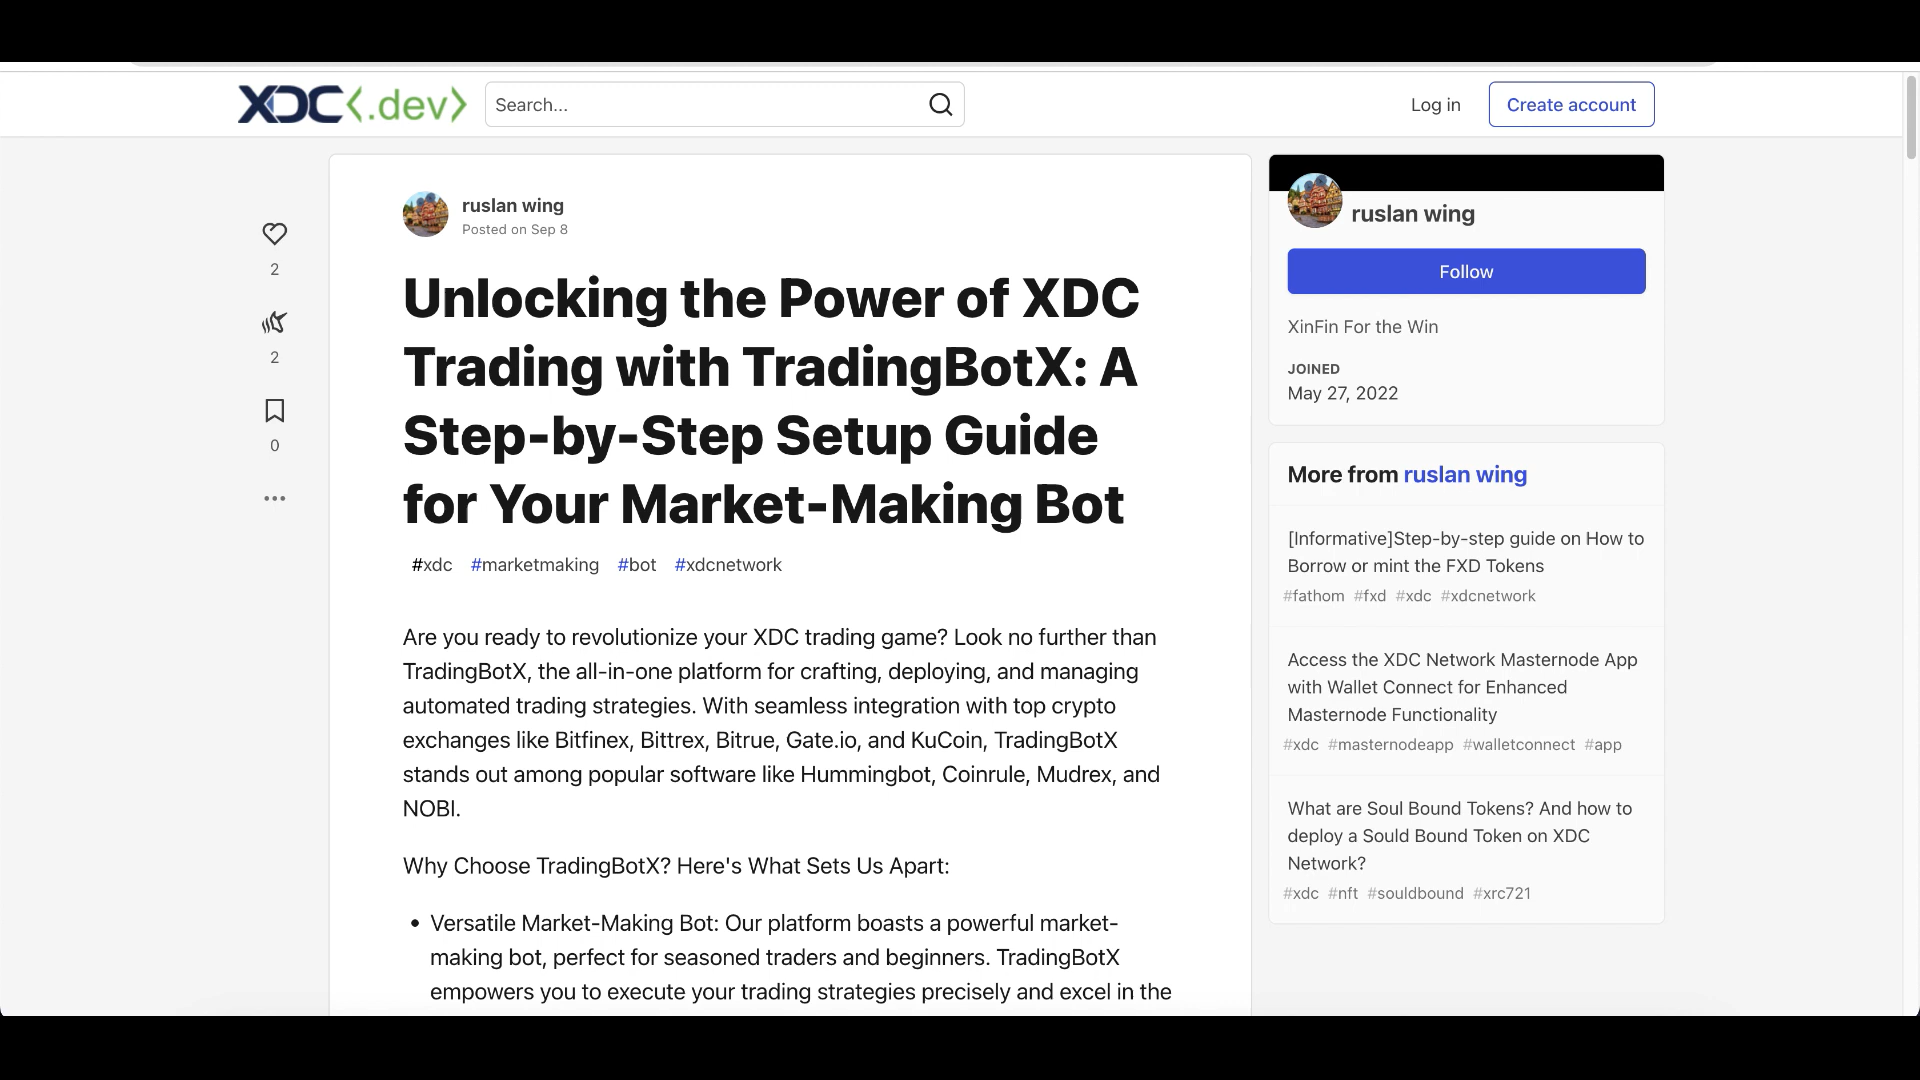 XDC<.dev>
Search...
Log in
Create account
ruslan wing
Posted on Sep 8
2
2
0
Unlocking the Power of XDC
Trading with TradingBotX: A
Step-by-Step Setup Guide
for Your Market-Making Bot
#xdc #marketmaking #bot #xdcnetwork
Are you ready to revolutionize your XDC trading game? Look no further than
TradingBotX, the all-in-one platform for crafting, deploying, and managing
automated trading strategies. With seamless integration with top crypto
exchanges like Bitfinex, Bittrex, Bitrue, Gate.io, and KuCoin, TradingBotX
stands out among popular software like Hummingbot, Coinrule, Mudrex, and
NOBI.
Why Choose TradingBotX? Here's What Sets Us Apart:
• Versatile Market-Making Bot: Our platform boasts a powerful market-
making bot, perfect for seasoned traders and beginners. TradingBotX
empowers you to execute your trading strategies precisely and excel in the
ruslan wing
Follow
XinFin For the Win
JOINED
May 27, 2022
More from ruslan wing
[Informative]Step-by-step guide on How to
Borrow or mint the FXD Tokens
#fathom #fxd #xdc #xdcnetwork
Access the XDC Network Masternode App
with Wallet Connect for Enhanced
Masternode Functionality
#xdc #masternodeapp #walletconnect #app
What are Soul Bound Tokens? And how to
deploy a Sould Bound Token on XDC
Network?
#xdc #nft #souldbound #xrc721